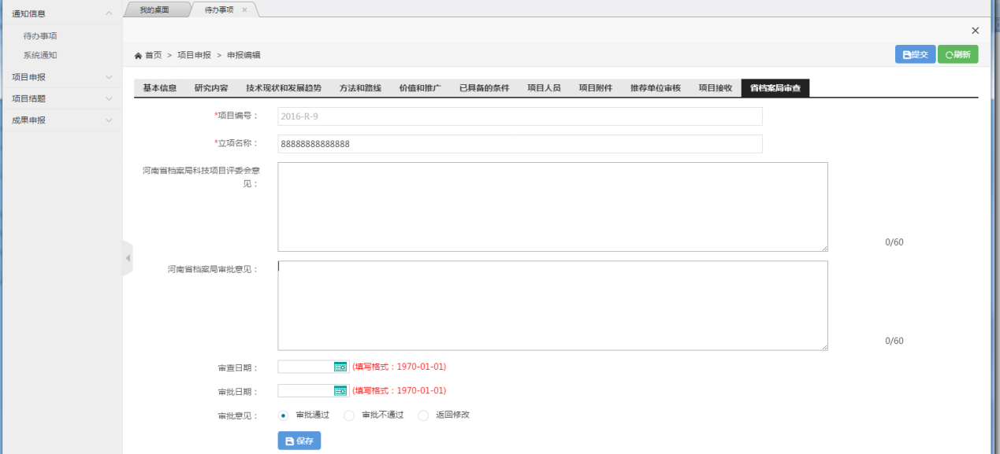 通知信息
待办事项
系统通知
项目申报
项目结题
成果申报
我的桌面
待办事项 ×
×
首页 > 项目申报 > 申报编辑
提交 刷新
基本信息 研究内容 技术现状和发展趋势 方法和路线 价值和推广 已具备的条件 项目人员 项目附件 推荐单位审核 项目接收 省档案局审查
*项目编号： 2016-R-9
*立项名称： 88888888888888
河南省档案局科技项目评委会意
见：
0/60
河南省档案局审批意见：
0/60
审查日期： (填写格式：1970-01-01)
审批日期： (填写格式：1970-01-01)
审批意见： 审批通过 审批不通过 返回修改
保存